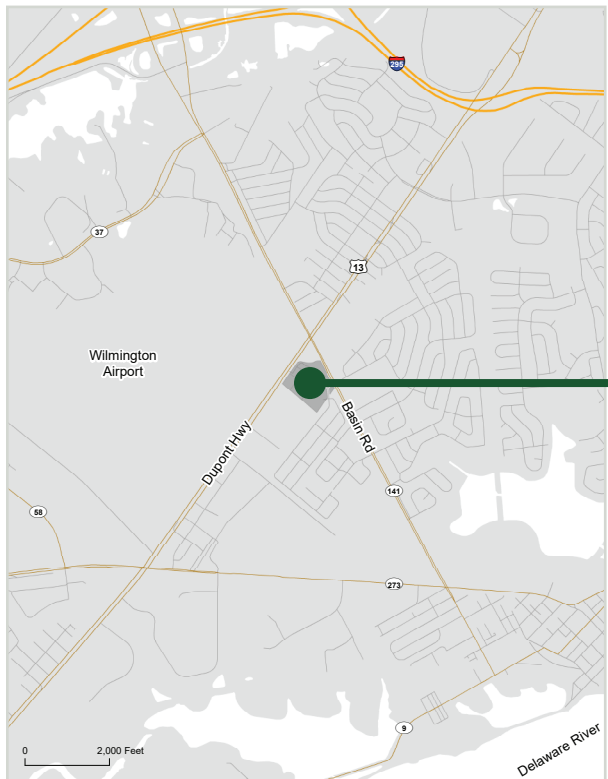 295
37
13
Wilmington
Airport
Basin Rd
Dupont Hwy
141
58
273
9
0
2,000 Feet
Delaware River